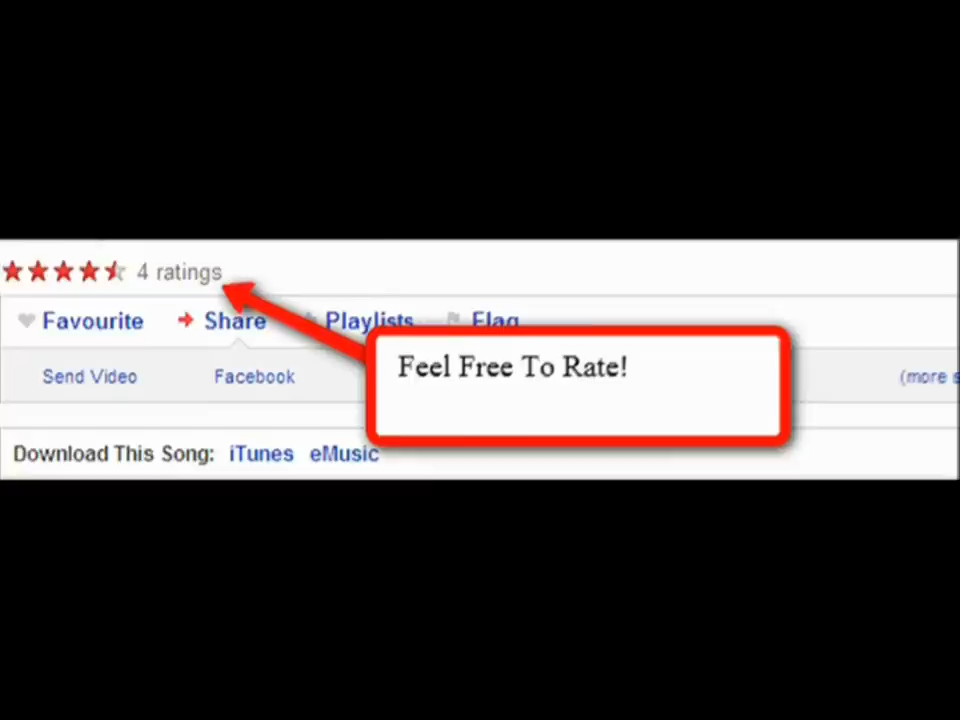 4 ratings
Favourite Share Playlists Flag
Feel Free To Rate!
Send Video Facebook (more
Download This Song: iTunes eMusic